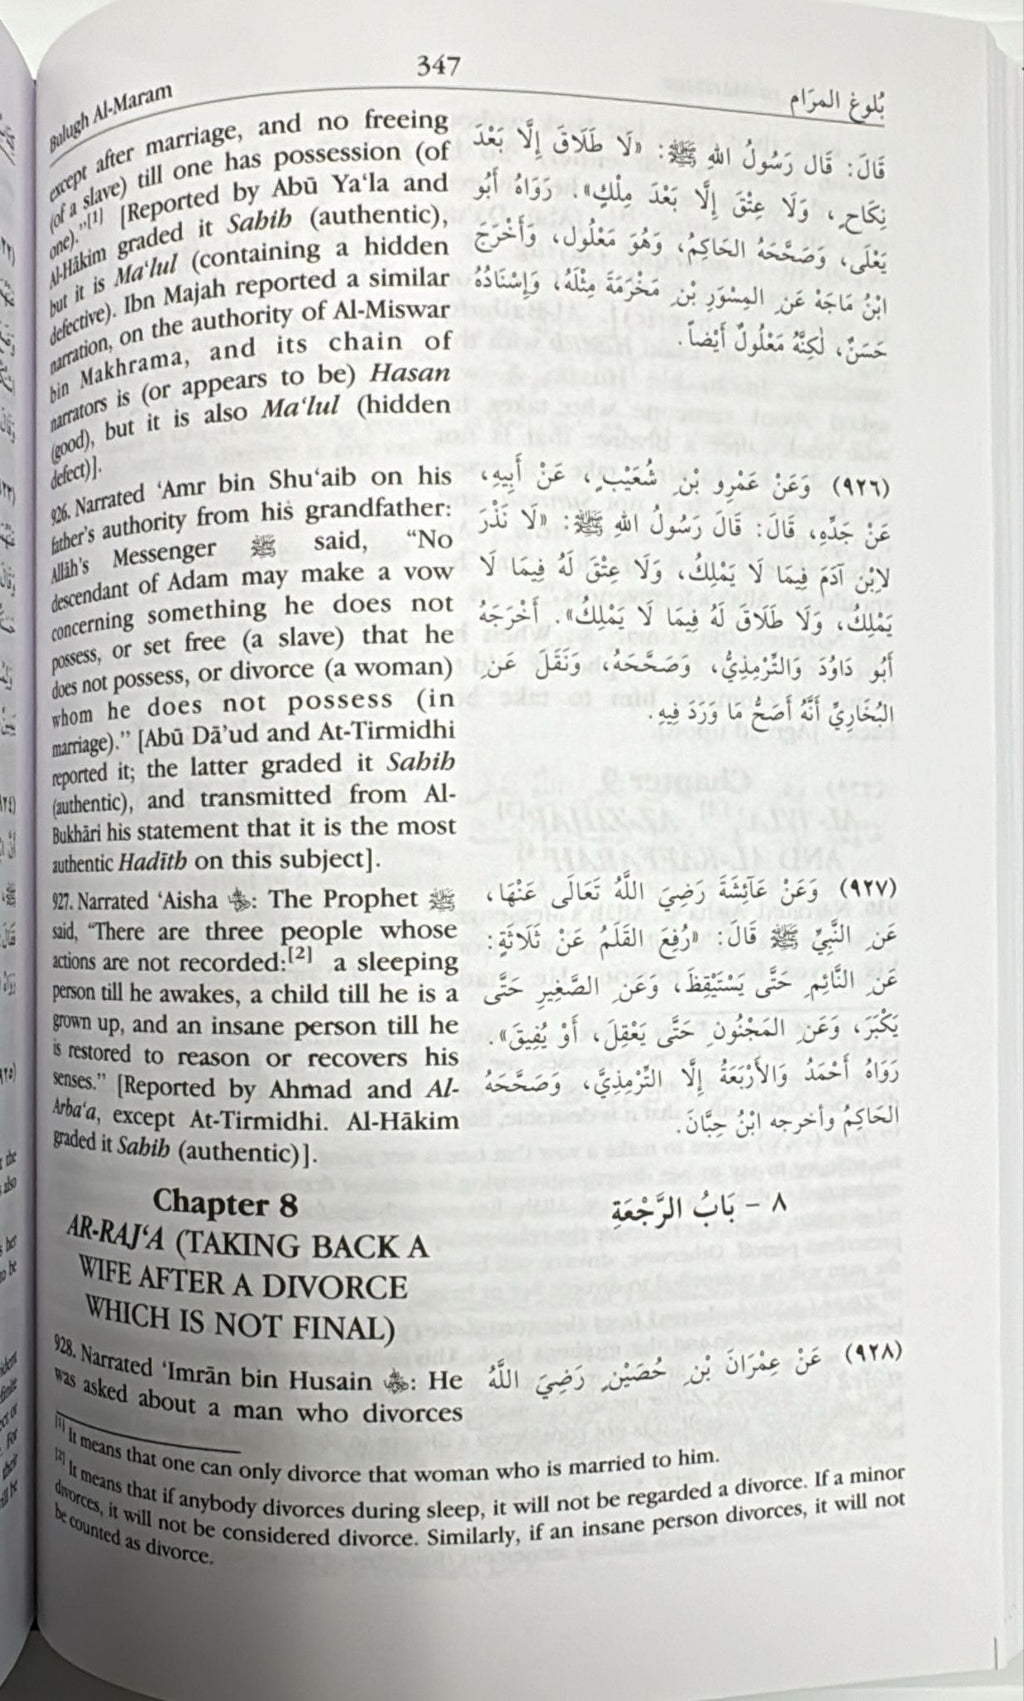 347
Bulugh Al-Maram
بُلوغ المرَام
except after marriage, and no freeing
(of a slave) till one has possession (of
one)."[1] [Reported by Abū Ya'la and
Al-Hākim graded it Sahih (authentic),
but it is Ma'lul (containing a hidden
defective). Ibn Majah reported a similar
narration, on the authority of Al-Miswar
bin Makhrama, and its chain of
narrators is (or appears to be) Hasan
(good), but it is also Ma'lul (hidden
defect)].
قَالَ: قَال رَسُولُ اللهِ ﷺ: «لَا طَلَاقَ إِلَّا بَعْدَ
نِكَاحٍ، وَلَا عِتْقَ إِلَّا بَعْدَ مِلْكٍ». رَوَاهُ أَبُو
يَعْلَى، وَصَحَّحَهُ الحَاكِمُ، وَهُوَ مَعْلُول، وَأَخْرَجَ
ابْنُ مَاجَهْ عَنِ المِسْوَرِ بْنِ مَخْرَمَةَ مِثْلَهُ، وَإِسْنَادُهُ
حَسَنٌ، لٰكِنَّهُ مَعْلُولٌ أَيْضاً.
926. Narrated 'Amr bin Shu'aib on his
father's authority from his grandfather:
Allāh's Messenger ﷺ said, "No
descendant of Adam may make a vow
concerning something he does not
possess, or set free (a slave) that he
does not possess, or divorce (a woman)
whom he does not possess (in
marriage)." [Abū Dā'ud and At-Tirmidhi
reported it; the latter graded it Sahih
(authentic), and transmitted from Al-
Bukhāri his statement that it is the most
authentic Hadīth on this subject].
(٩٢٦) وَعَنْ عَمْرِو بْنِ شُعَيْبٍ، عَنْ أَبِيهِ،
عَنْ جَدِّهِ، قَالَ: قَالَ رَسُولُ اللهِ ﷺ: «لَا نَذْرَ
لِابْنِ آدَمَ فِيمَا لَا يَمْلِكُ، وَلَا عِتْقَ لَهُ فِيمَا لَا
يَمْلِكُ، وَلَا طَلَاقَ لَهُ فِيمَا لَا يَمْلِكُ». أَخْرَجَهُ
أَبُو دَاوُدَ وَالتِّرْمِذِيُّ، وَصَحَّحَهُ، وَنَقَلَ عَنِ
البُخَارِيِّ أَنَّهُ أَصَحُّ مَا وَرَدَ فِيهِ.
927. Narrated 'Aisha: The Prophet ﷺ
said, "There are three people whose
actions are not recorded:[2] a sleeping
person till he awakes, a child till he is a
grown up, and an insane person till he
is restored to reason or recovers his
senses." [Reported by Ahmad and Al-
Arba'a, except At-Tirmidhi. Al-Hākim
graded it Sahih (authentic)].
(٩٢٧) وَعَنْ عَآئِشَةَ رَضِيَ اللَّهُ تَعَالَى عَنْهَا،
عَنِ النَّبِيِّ ﷺ قَالَ: «رُفِعَ القَلَمُ عَنْ ثَلَاثَةٍ:
عَنِ النَّائِمِ حَتَّى يَسْتَيْقِظَ، وَعَنِ الصَّغِيرِ حَتَّى
يَكْبَرَ، وَعَنِ المَجْنُونِ حَتَّى يَعْقِلَ، أَوْ يُفِيقَ».
رَوَاهُ أَحْمَدُ وَالأَرْبَعَةُ إِلَّا التِّرْمِذِيَّ، وَصَحَّحَهُ
الحَاكِمُ وأخرجه ابْنُ حِبَّانَ.
Chapter 8
AR-RAJ'A (TAKING BACK A
WIFE AFTER A DIVORCE
WHICH IS NOT FINAL)
٨ - بَابُ الرَّجْعَةِ
928. Narrated 'Imrān bin Husain: He
was asked about a man who divorces
(٩٢٨) عَنْ عِمْرَانَ بْنِ حُصَيْنٍ رَضِيَ اللَّهُ
[1] It means that one can only divorce that woman who is married to him.
[2] It means that if anybody divorces during sleep, it will not be regarded a divorce. If a minor
divorces, it will not be considered divorce. Similarly, if an insane person divorces, it will not
be counted as divorce.